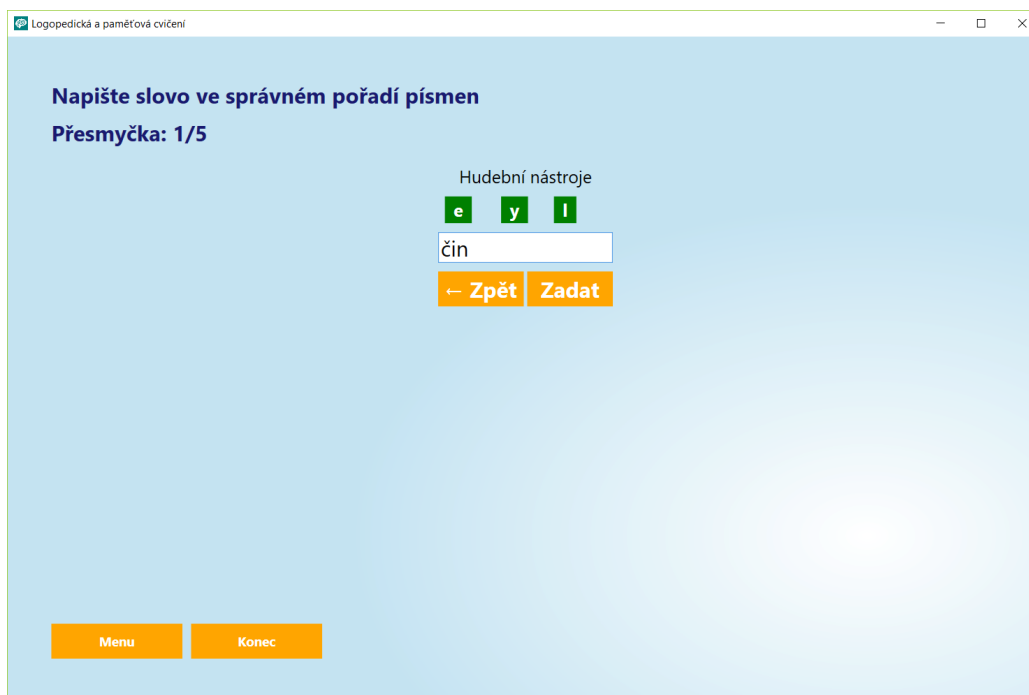 Logopedická a paměťová cvičení
Napište slovo ve správném pořadí písmen
Přesmyčka: 1/5
Hudební nástroje
e y l
čin
← Zpět Zadat
Menu Konec